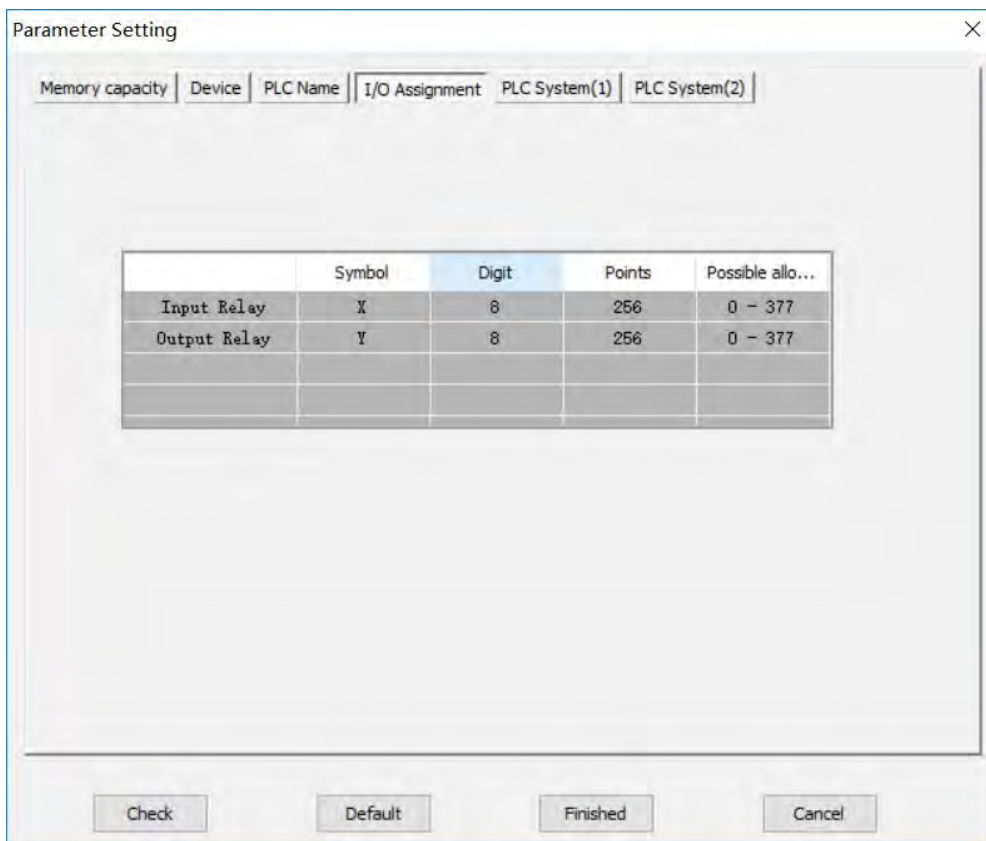 Parameter Setting
Memory capacity Device PLC Name I/O Assignment PLC System(1) PLC System(2)
Symbol Digit Points Possible allo...
Input Relay X 8 256 0 - 377
Output Relay Y 8 256 0 - 377
Check Default Finished Cancel